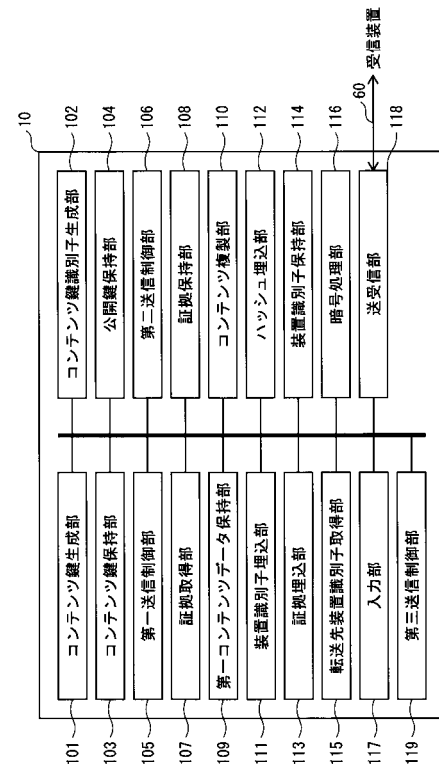 10
101
コンテンツ鍵生成部
コンテンツ鍵識別子生成部
102
103
コンテンツ鍵保持部
公開鍵保持部
104
105
第一送信制御部
第二送信制御部
106
107
証拠取得部
証拠保持部
108
109
第一コンテンツデータ保持部
コンテンツ複製部
110
111
装置識別子埋込部
ハッシュ埋込部
112
113
証拠埋込部
装置識別子保持部
114
115
転送先装置識別子取得部
暗号処理部
116
117
入力部
送受信部
118
60
受信装置
119
第三送信制御部